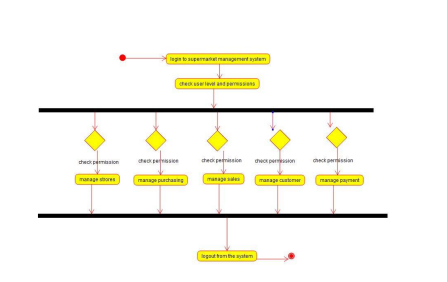 login to supermarket management system
check user level and permissions
check permission
check permission
check permission
check permission
check permission
manage stores
manage purchasing
manage sales
manage customer
manage payment
logout from the system